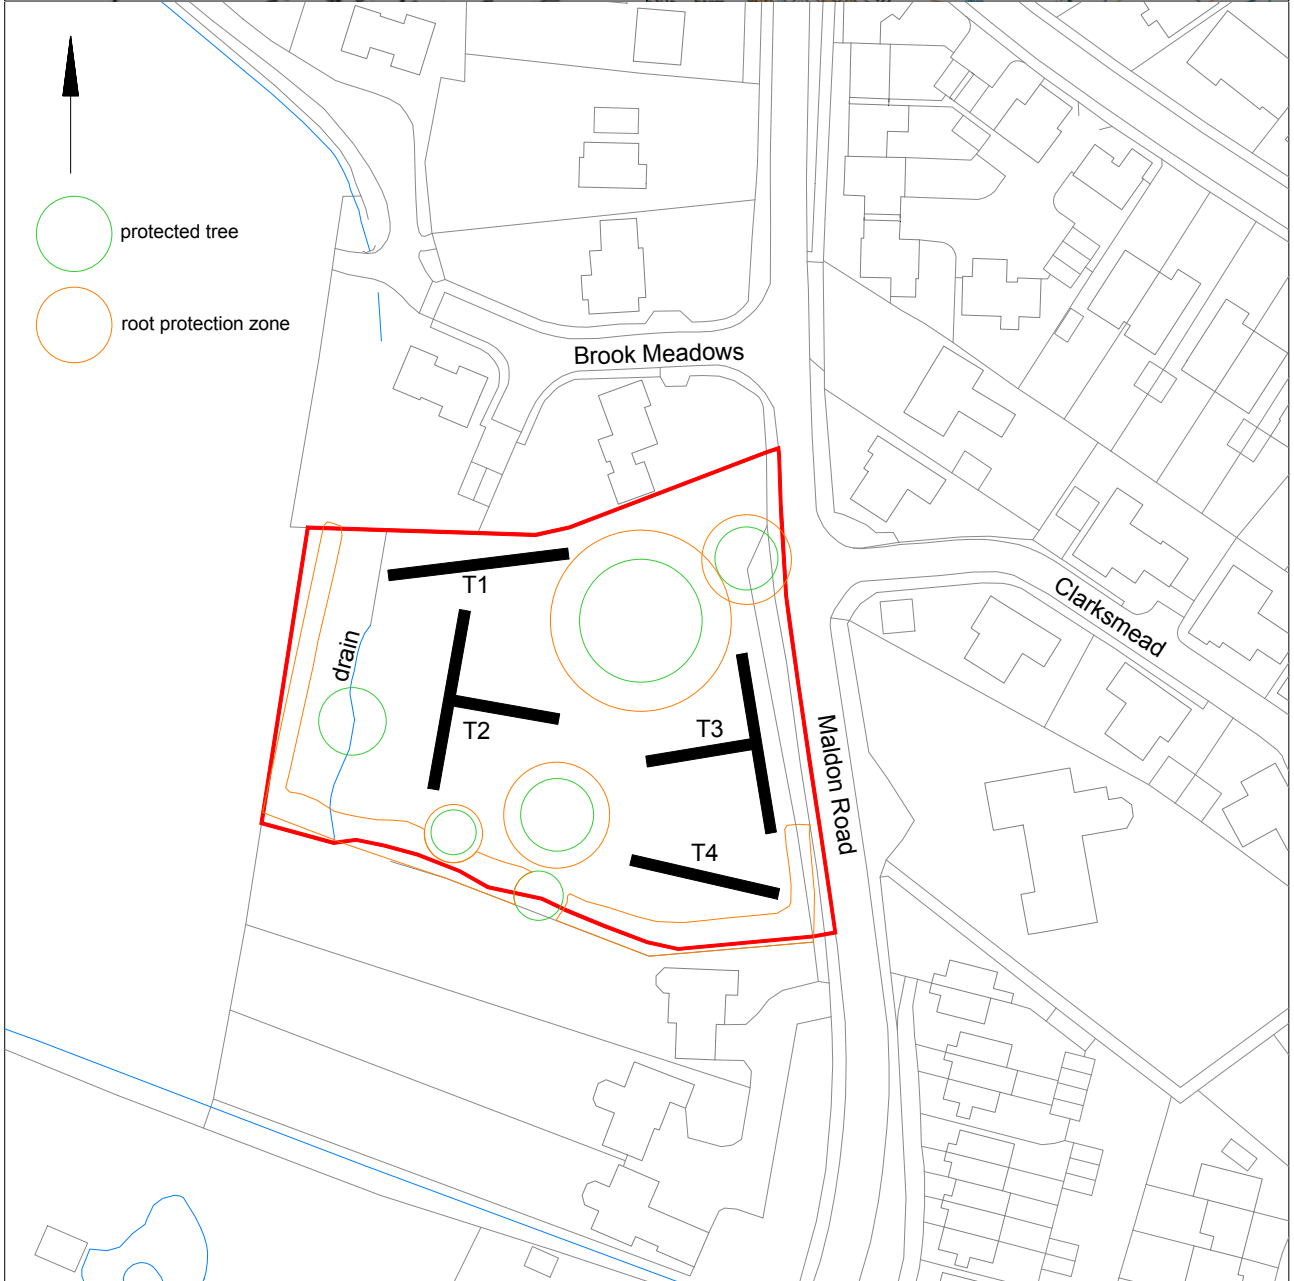 protected tree
root protection zone
Brook Meadows
T1
Clarksmead
drain
T2
T3
Maldon Road
T4